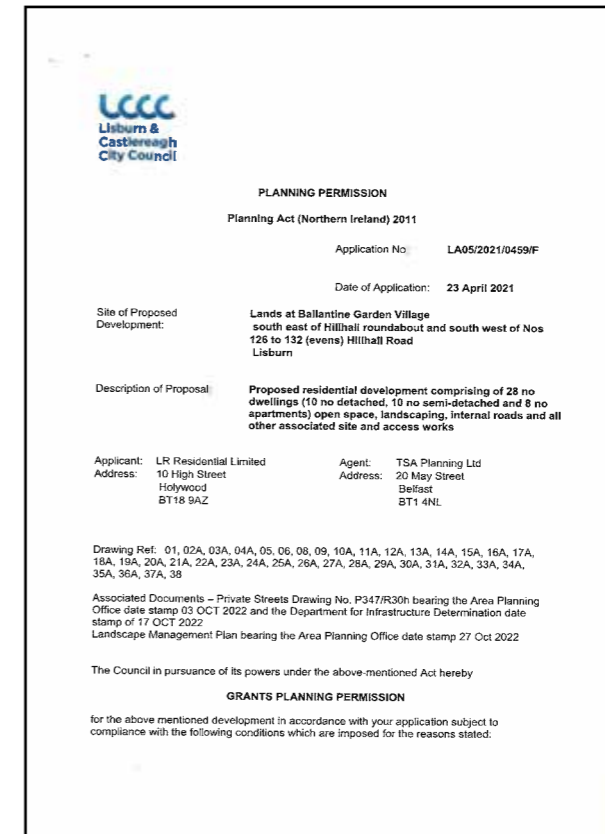 LCCC
Lisburn &
Castlereagh
City Council
PLANNING PERMISSION
Planning Act (Northern Ireland) 2011
Application No: LA05/2021/0459/F
Date of Application: 23 April 2021
Site of Proposed Development: Lands at Ballantine Garden Village
south east of Hillhall roundabout and south west of Nos
126 to 132 (evens) Hillhall Road
Lisburn
Description of Proposal: Proposed residential development comprising of 28 no
dwellings (10 no detached, 10 no semi-detached and 8 no
apartments) open space, landscaping, internal roads and all
other associated site and access works
Applicant: LR Residential Limited
Address: 10 High Street
Holywood
BT18 9AZ
Agent: TSA Planning Ltd
Address: 20 May Street
Belfast
BT1 4NL
Drawing Ref: 01, 02A, 03A, 04A, 05, 06, 08, 09, 10A, 11A, 12A, 13A, 14A, 15A, 16A, 17A,
18A, 19A, 20A, 21A, 22A, 23A, 24A, 25A, 26A, 27A, 28A, 29A, 30A, 31A, 32A, 33A, 34A,
35A, 36A, 37A, 38
Associated Documents – Private Streets Drawing No. P347/R30h bearing the Area Planning
Office date stamp 03 OCT 2022 and the Department for Infrastructure Determination date
stamp of 17 OCT 2022
Landscape Management Plan bearing the Area Planning Office date stamp 27 Oct 2022
The Council in pursuance of its powers under the above-mentioned Act hereby
GRANTS PLANNING PERMISSION
for the above mentioned development in accordance with your application subject to
compliance with the following conditions which are imposed for the reasons stated: